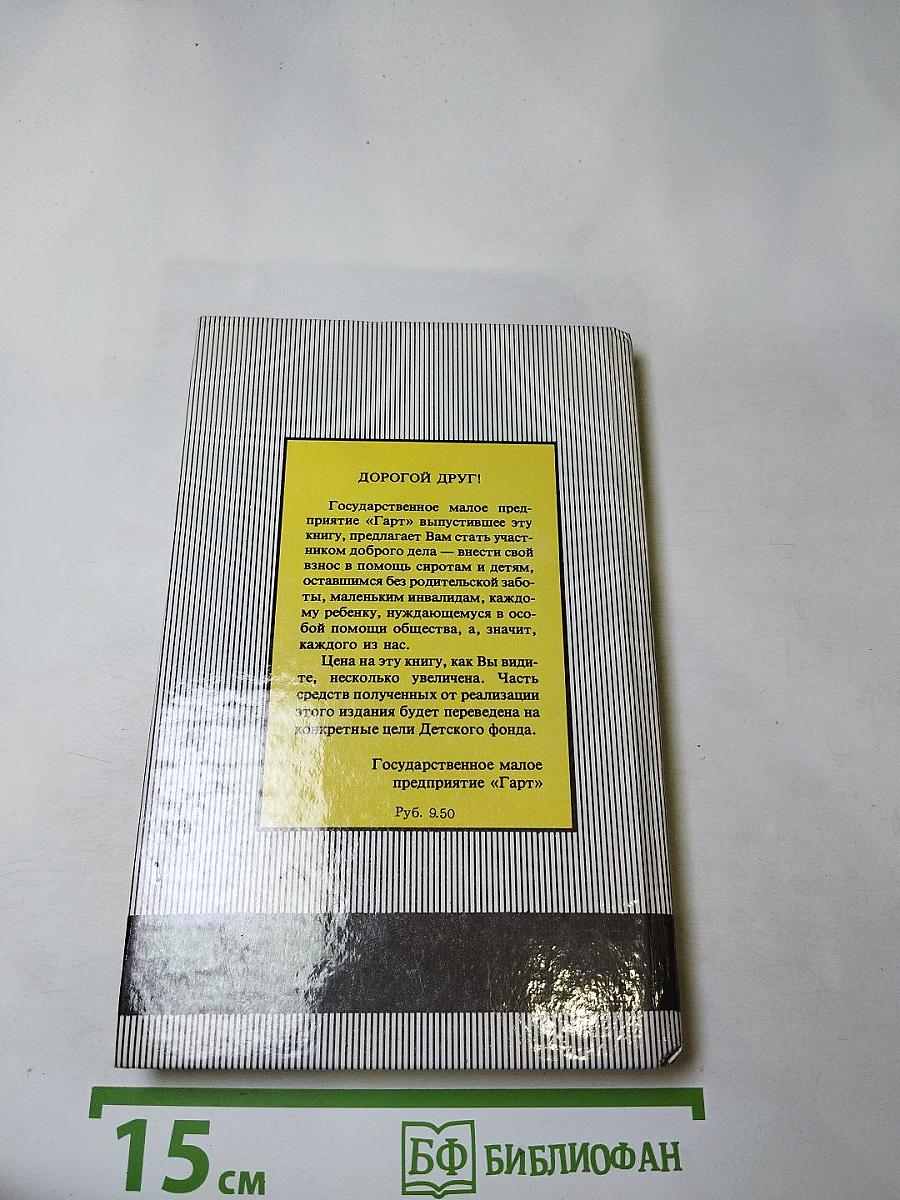 ДОРОГОЙ ДРУГ!
Государственное малое пред-
приятие «Гарт» выпустившее эту
книгу, предлагает Вам стать участ-
ником доброго дела — внести свой
взнос в помощь сиротам и детям,
оставшимся без родительской забо-
ты, маленьким инвалидам, каждо-
му ребенку, нуждающемуся в осо-
бой помощи общества, а, значит,
каждого из нас.
Цена на эту книгу, как Вы види-
те, несколько увеличена. Часть
средств полученных от реализации
этого издания будет переведена на
конкретные цели Детского фонда.
Государственное малое
предприятие «Гарт»
Руб. 9.50
15 см
БФ БИБЛИОФАН